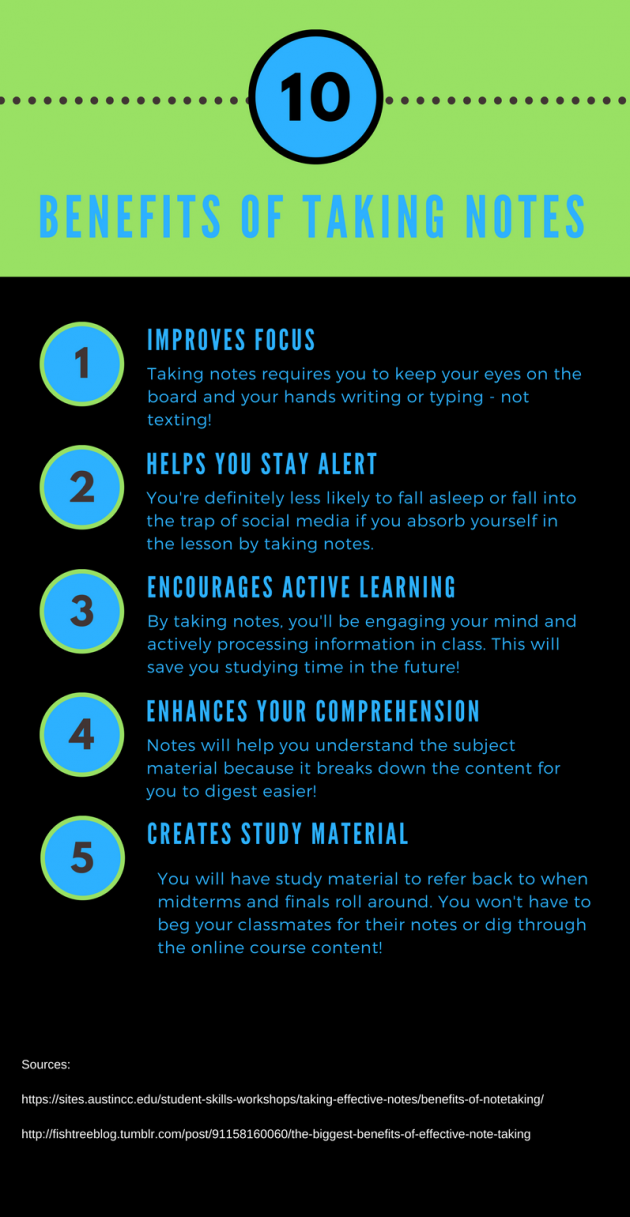 10
BENEFITS OF TAKING NOTES
1
IMPROVES FOCUS
Taking notes requires you to keep your eyes on the
board and your hands writing or typing - not
texting!
2
HELPS YOU STAY ALERT
You're definitely less likely to fall asleep or fall into
the trap of social media if you absorb yourself in
the lesson by taking notes.
3
ENCOURAGES ACTIVE LEARNING
By taking notes, you'll be engaging your mind and
actively processing information in class. This will
save you studying time in the future!
4
ENHANCES YOUR COMPREHENSION
Notes will help you understand the subject
material because it breaks down the content for
you to digest easier!
5
CREATES STUDY MATERIAL
You will have study material to refer back to when
midterms and finals roll around. You won't have to
beg your classmates for their notes or dig through
the online course content!
Sources:
https://sites.austincc.edu/student-skills-workshops/taking-effective-notes/benefits-of-notetaking/
http://fishtreeblog.tumblr.com/post/91158160060/the-biggest-benefits-of-effective-note-taking